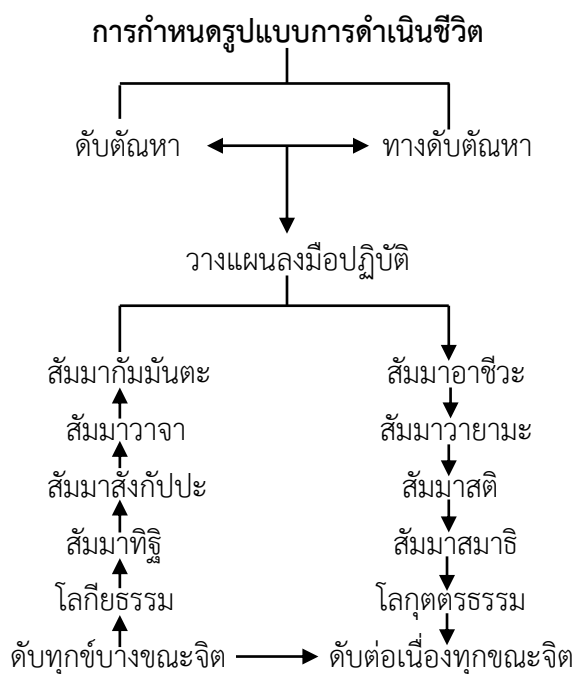 การกำหนดรูปแบบการดำเนินชีวิต
ดับตัณหา ทางดับตัณหา
วางแผนลงมือปฏิบัติ
สัมมากัมมันตะ สัมมาอาชีวะ
สัมมาวาจา สัมมาวายามะ
สัมมาสังกัปปะ สัมมาสติ
สัมมาทิฐิ สัมมาสมาธิ
โลกียธรรม โลกุตตรธรรม
ดับทุกข์บางขณะจิต ดับต่อเนื่องทุกขณะจิต